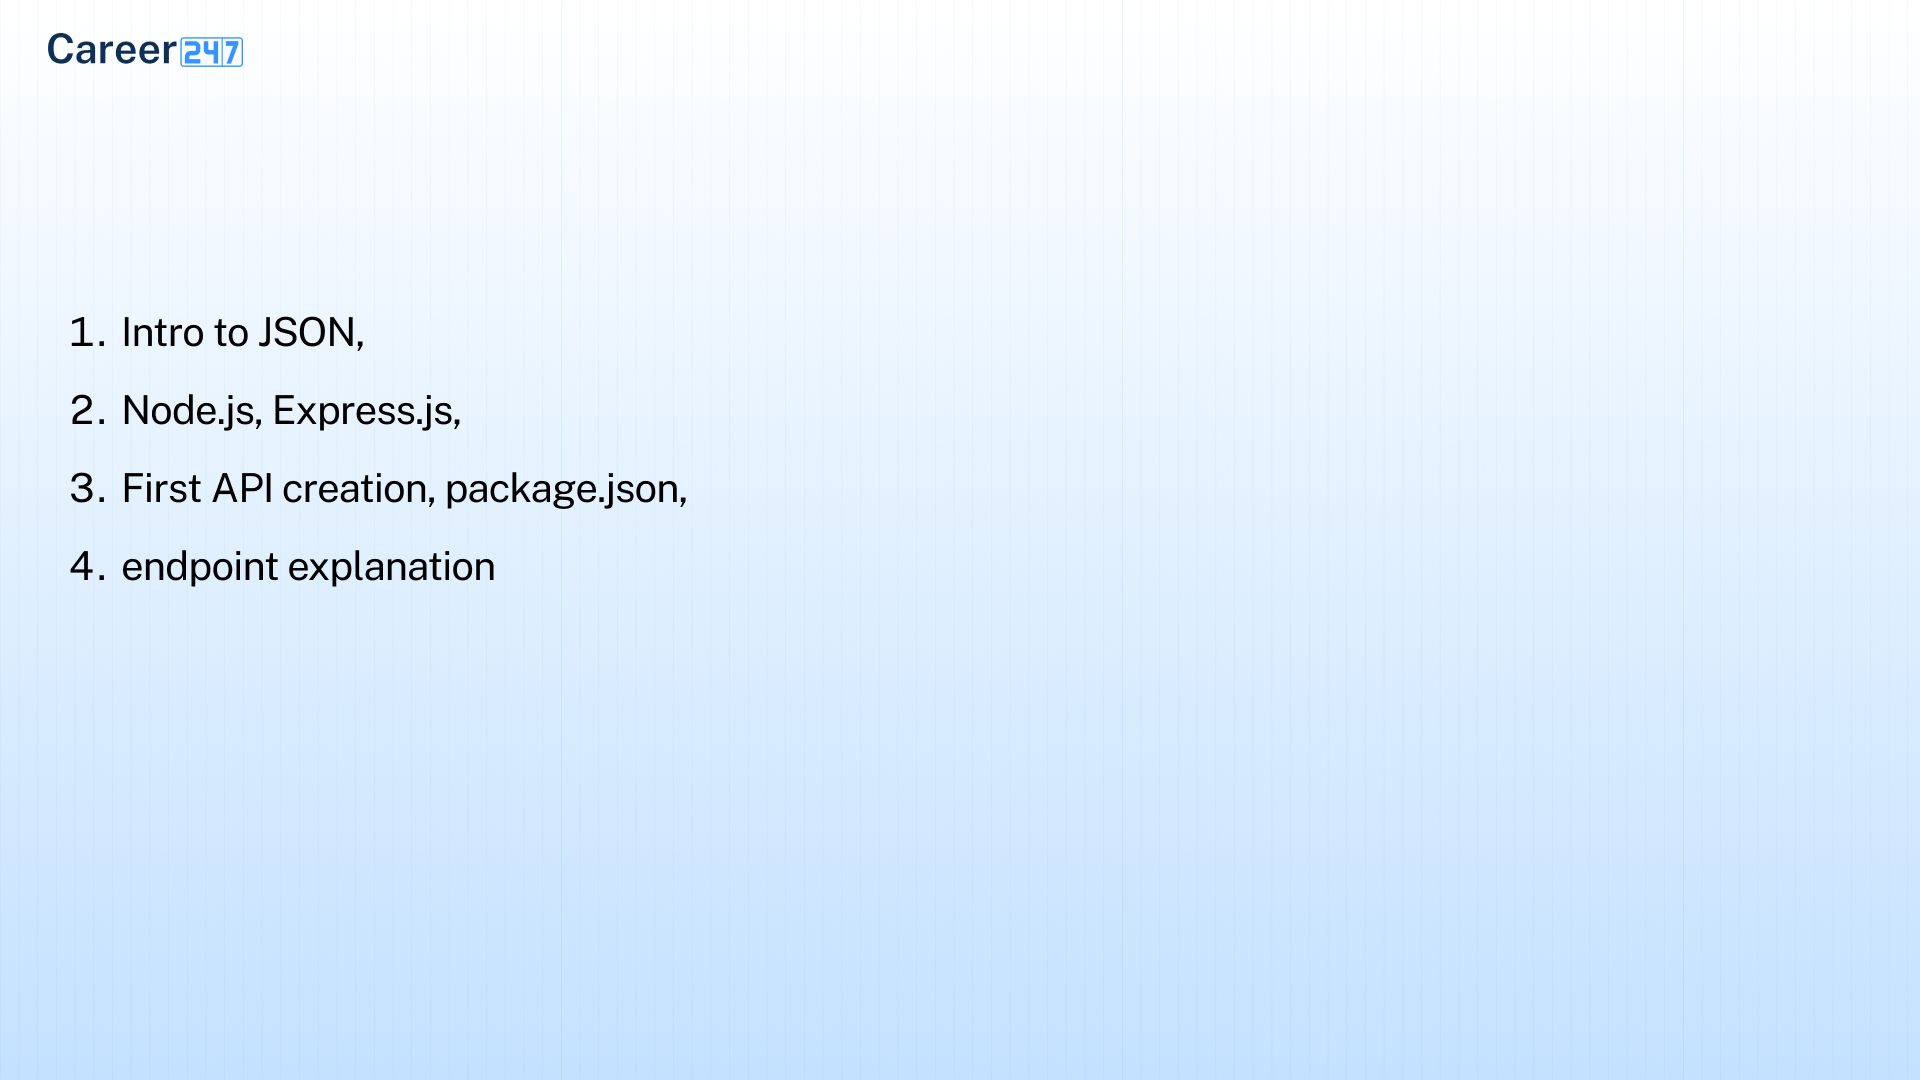 Career247
1. Intro to JSON,
2. Node.js, Express.js,
3. First API creation, package.json,
4. endpoint explanation